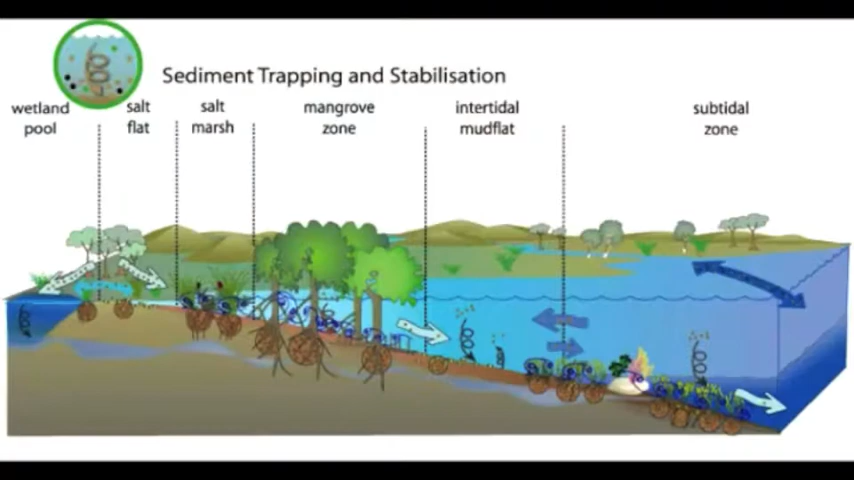 Sediment Trapping and Stabilisation
wetland
pool
salt
flat
salt
marsh
mangrove
zone
intertidal
mudflat
subtidal
zone